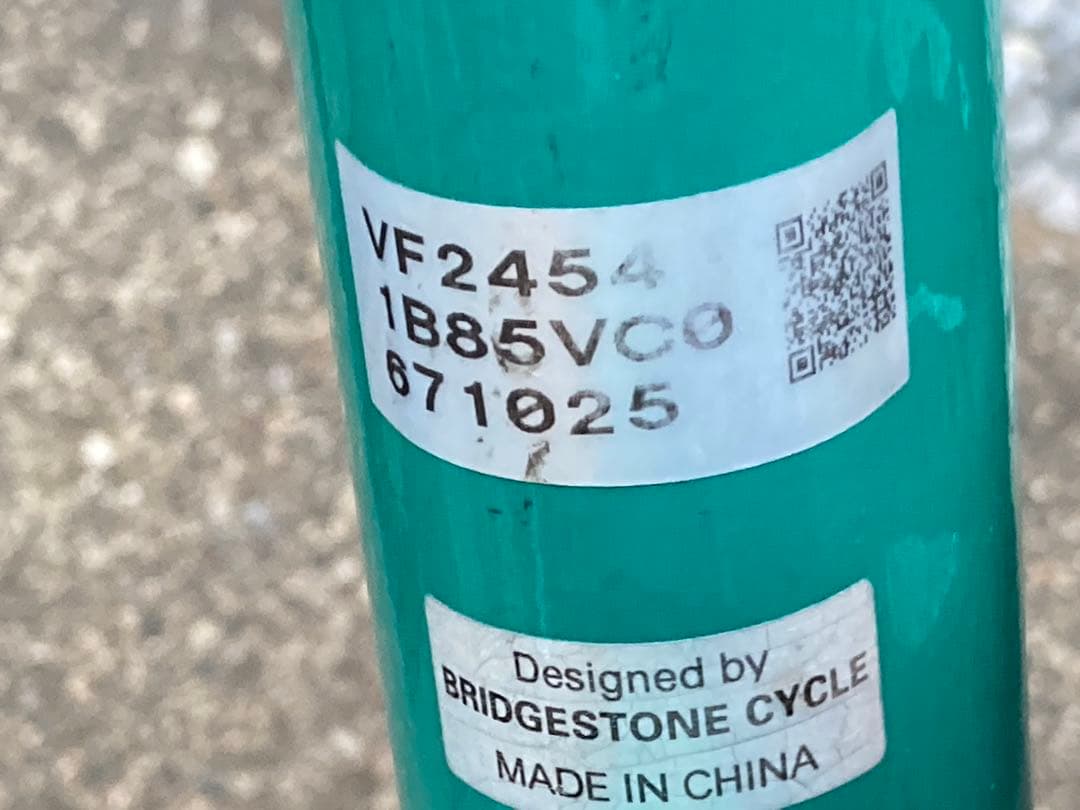 VF2454
1B85VC0
671025
Designed by
BRIDGESTONE CYCLE
MADE IN CHINA